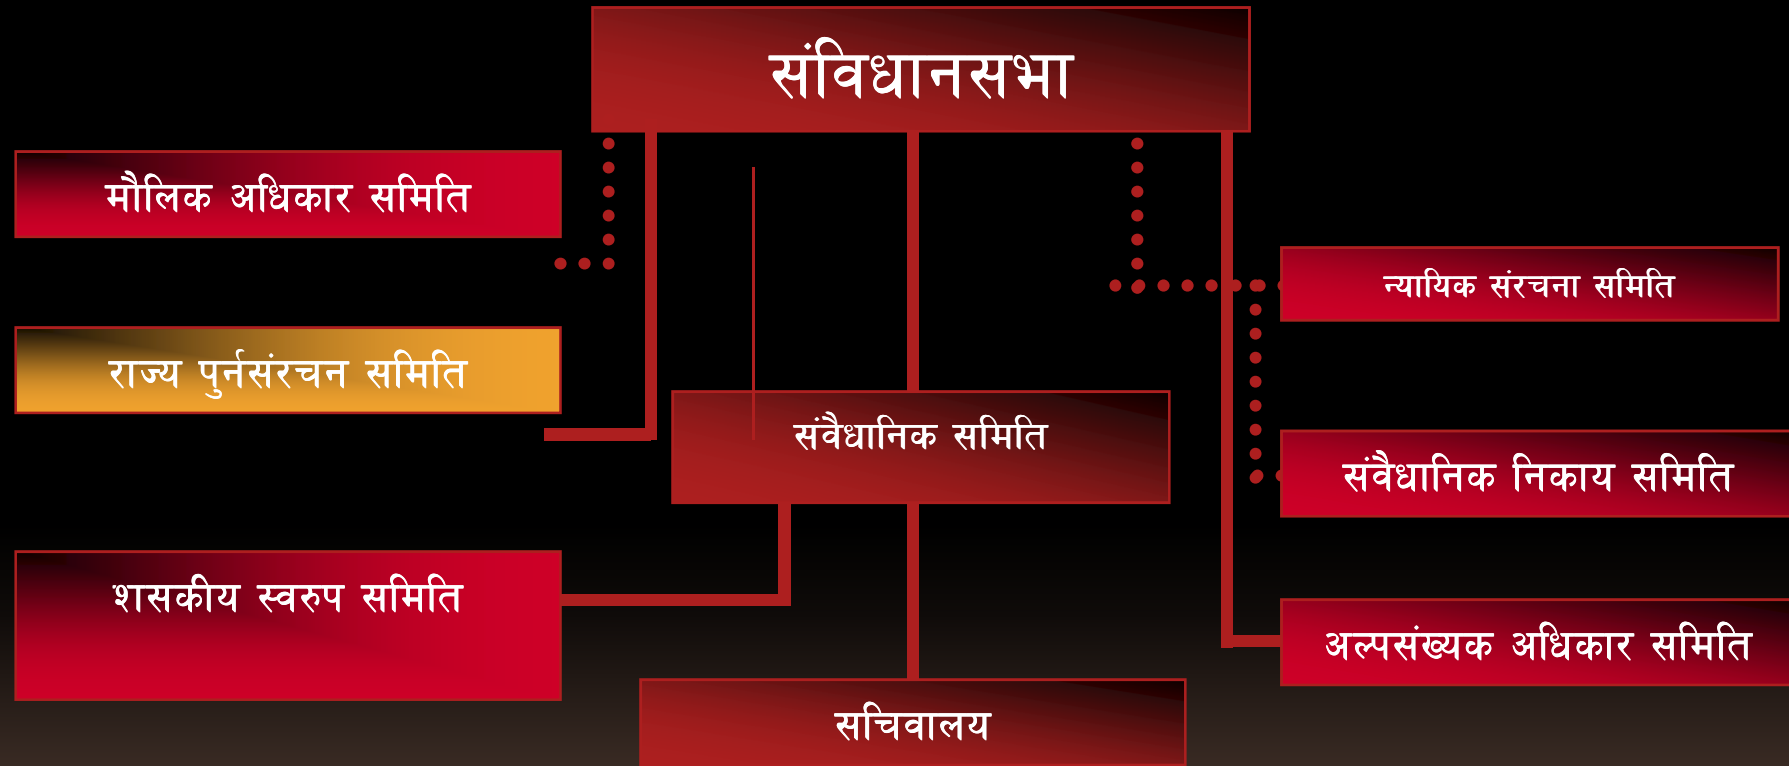 संविधानसभा
मौलिक अधिकार समिति
न्यायिक संरचना समिति
राज्य पुर्नसंरचन समिति
संवैधानिक समिति
संवैधानिक निकाय समिति
शासकीय स्वरुप समिति
अल्पसंख्यक अधिकार समिति
सचिवालय